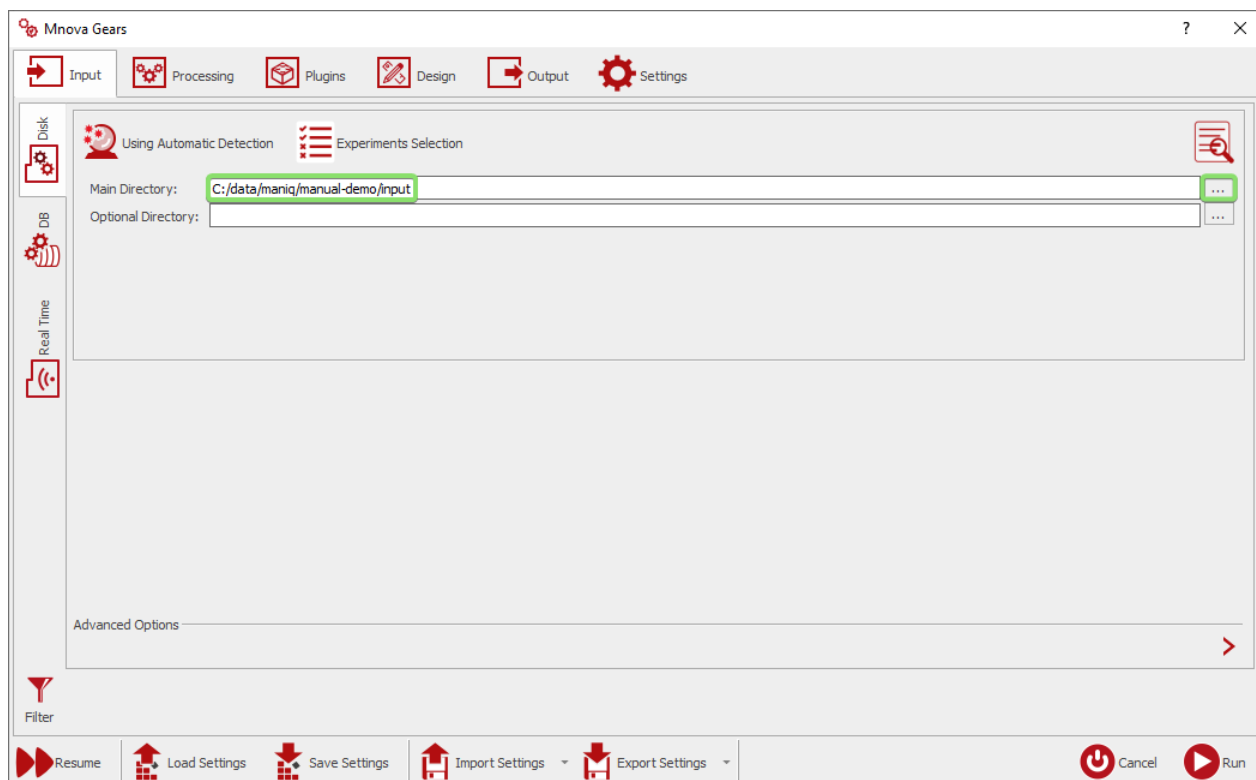 Mnova Gears ?
Input Processing Plugins Design Output Settings
Disk
Using Automatic Detection Experiments Selection
Main Directory: C:/data/maniq/manual-demo/input ...
Optional Directory: ...
DB
Real Time
Advanced Options
Filter
Resume Load Settings Save Settings Import Settings Export Settings Cancel Run